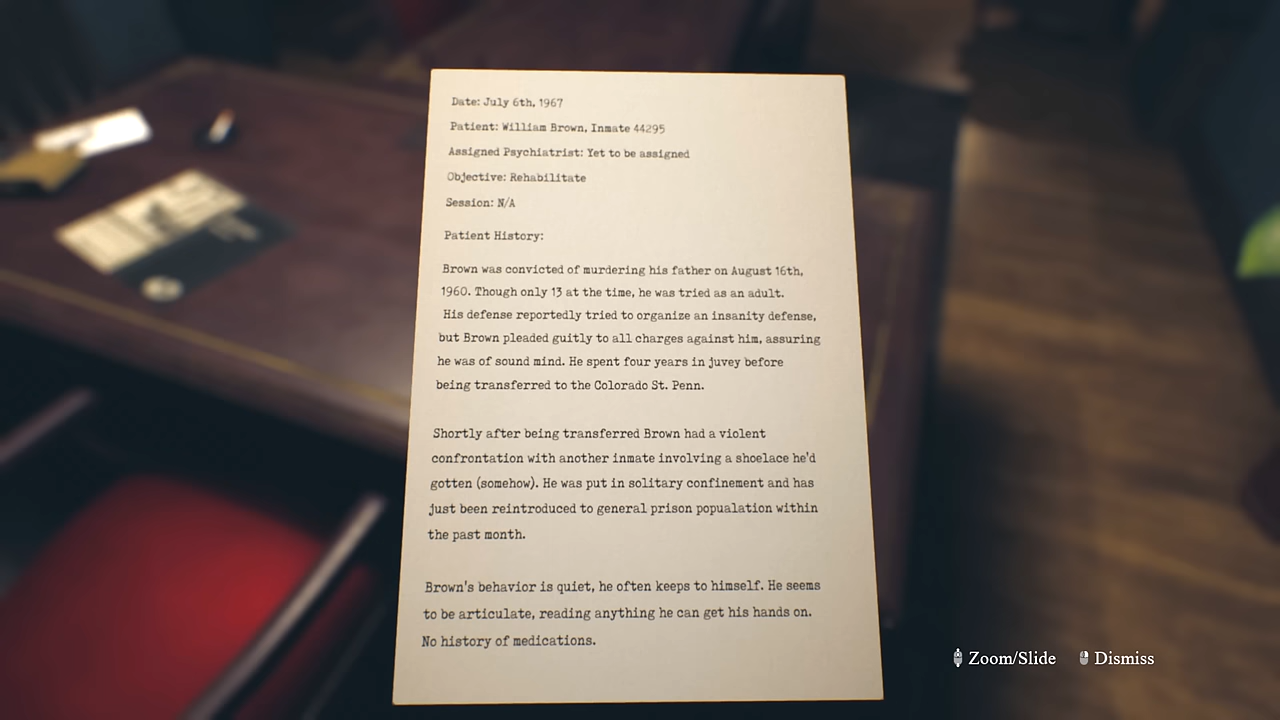 Date: July 6th, 1967
Patient: William Brown, Inmate 44295
Assigned Psychiatrist: Yet to be assigned
Objective: Rehabilitate
Session: N/A
Patient History:
Brown was convicted of murdering his father on August 16th,
1960. Though only 13 at the time, he was tried as an adult.
His defense reportedly tried to organize an insanity defense,
but Brown pleaded guitly to all charges against him, assuring
he was of sound mind. He spent four years in juvey before
being transferred to the Colorado St. Penn.
Shortly after being transferred Brown had a violent
confrontation with another inmate involving a shoelace he'd
gotten (somehow). He was put in solitary confinement and has
just been reintroduced to general prison popualation within
the past month.
Brown's behavior is quiet, he often keeps to himself. He seems
to be articulate, reading anything he can get his hands on.
No history of medications.
Zoom/Slide Dismiss